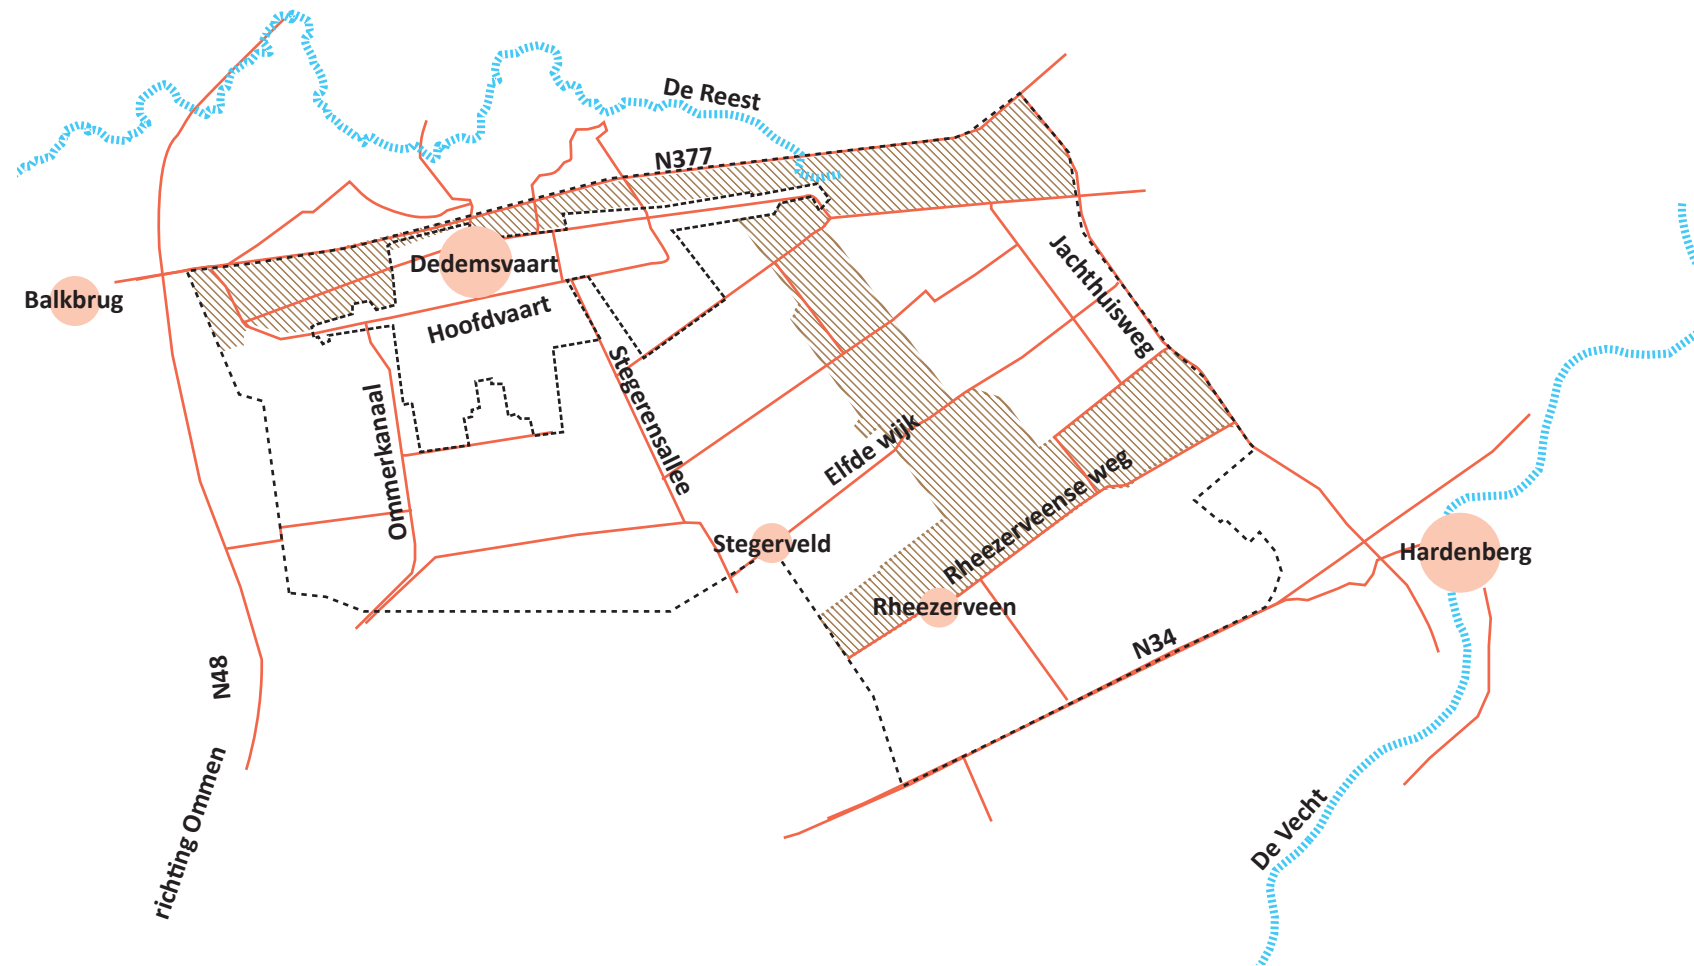 De Reest
N377
Dedemsvaart
Balkbrug
Hoofdvaart
Jachthuisweg
Stegerensallee
Ommerkanaal
Elfde wijk
Rheezerveense weg
Stegerveld
Hardenberg
Rheezerveen
N34
N48
richting Ommen
De Vecht